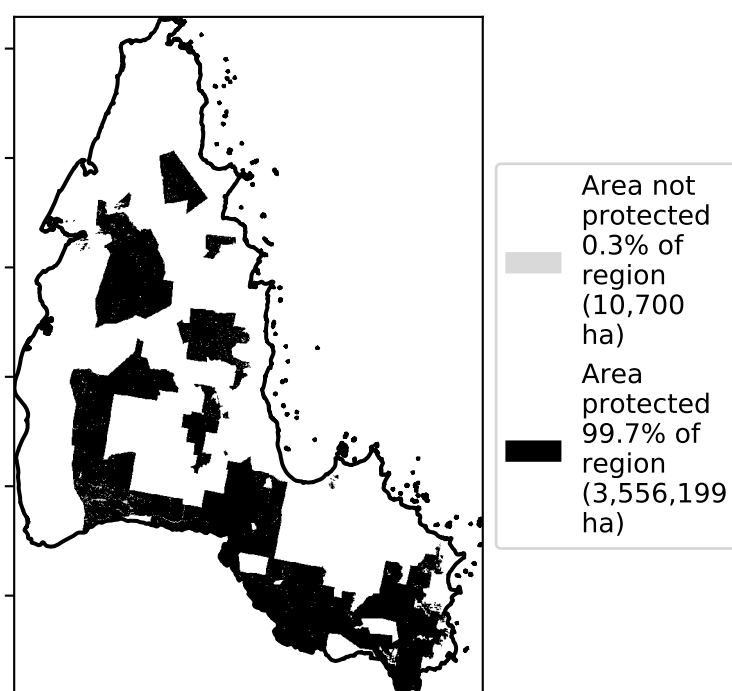 Area not
protected
0.3% of
region
(10,700
ha)
Area
protected
99.7% of
region
(3,556,199
ha)